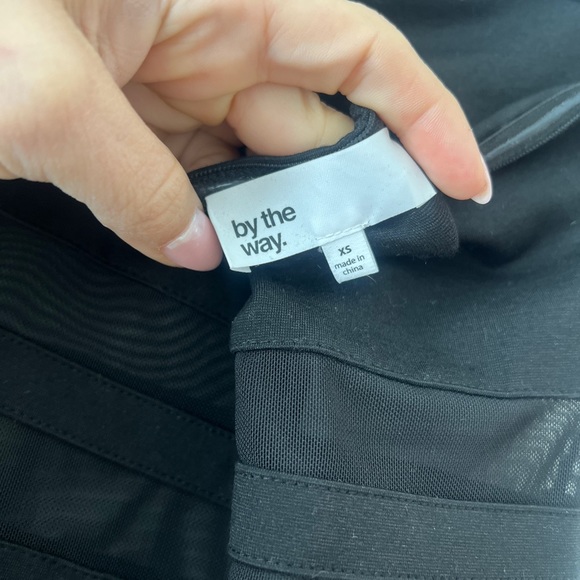 by the
way.
XS
made in
china